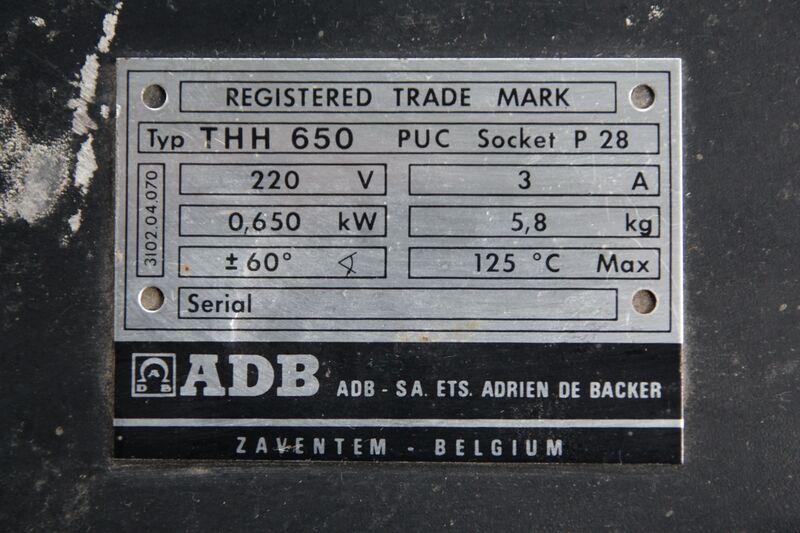 REGISTERED TRADE MARK
Typ THH 650 PUC Socket P 28
3102.04.070
220 V
3 A
0,650 kW
5,8 kg
± 60° ∢
125 °C Max
Serial
A
D B
ADB ADB - S.A. ETS. ADRIEN DE BACKER
ZAVENTEM - BELGIUM